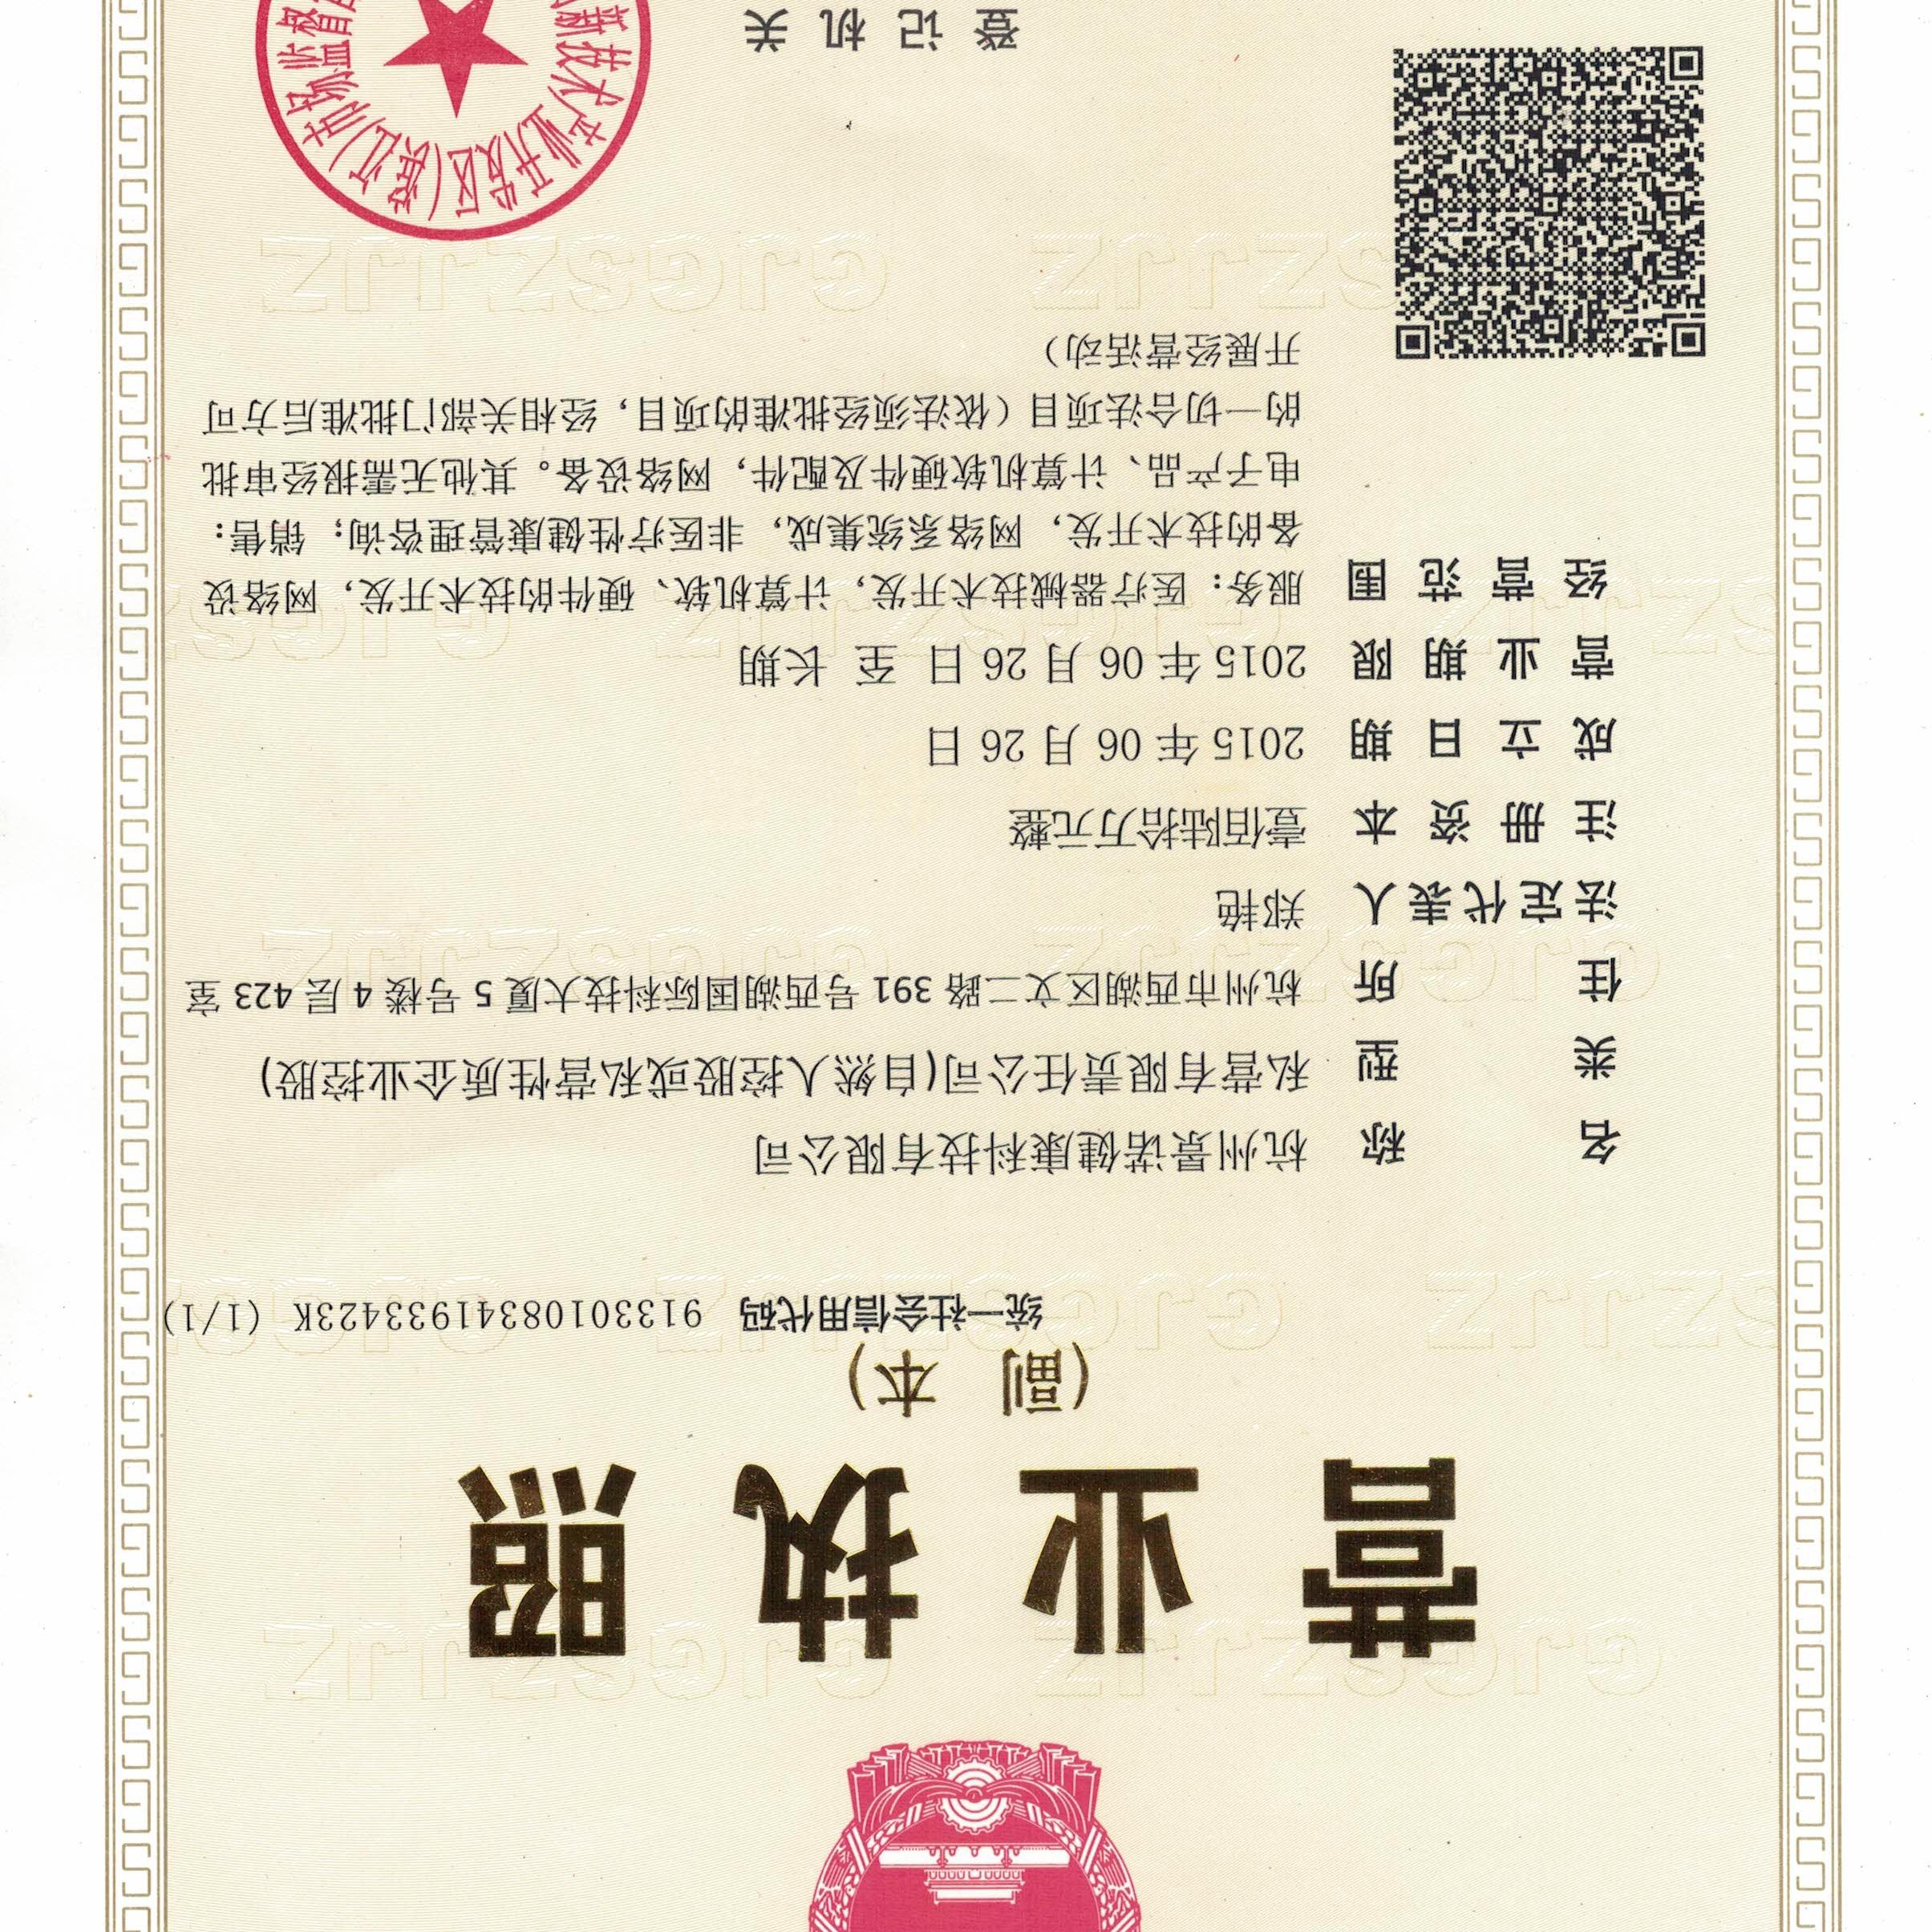 营业执照
(副 本)
统一社会信用代码 91330108341933423K (1/1)
名 称 杭州景诺健康科技有限公司
类 型 私营有限责任公司(自然人控股或私营性质企业控股)
住 所 杭州市西湖区文二路 391 号西湖国际科技大厦 5 号楼 4 层 423 室
法定代表人 郑艳
注册资本 壹佰陆拾万元整
成立日期 2015 年 06 月 26 日
营业期限 2015 年 06 月 26 日 至 长期
经营范围 服务：医疗器械技术开发，计算机软、硬件的技术开发，网络设
备的技术开发，网络系统集成，非医疗性健康管理咨询；销售：
电子产品、计算机软硬件及配件，网络设备。其他无需报经审批
的一切合法项目（依法须经批准的项目，经相关部门批准后方可
开展经营活动）
登记机关
新技术产业开发区(滨江)市场监督
GJGSZJJZ